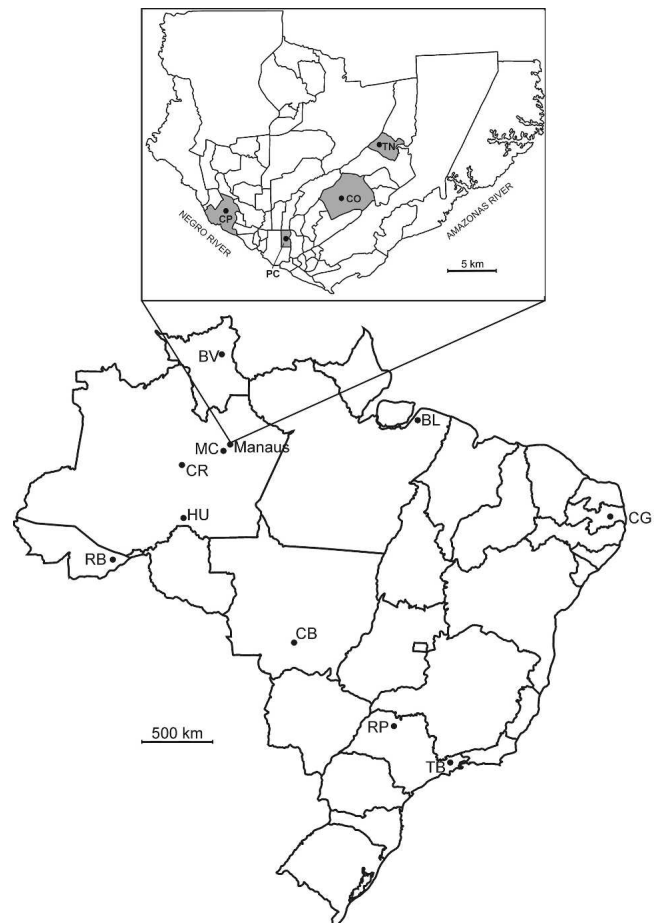 TN
CO
CP
NEGRO RIVER
AMAZONAS RIVER
PC
5 km
BV
BL
MC
Manaus
CR
HU
CG
RB
CB
500 km
RP
TB